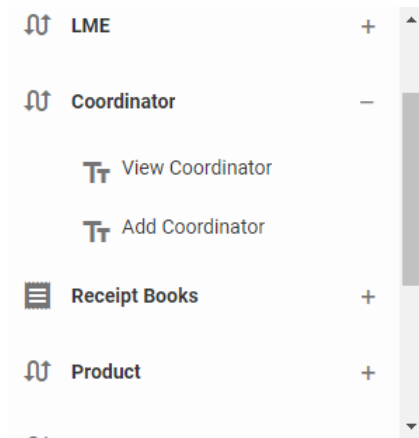 LME +
Coordinator −
View Coordinator
Add Coordinator
Receipt Books +
Product +